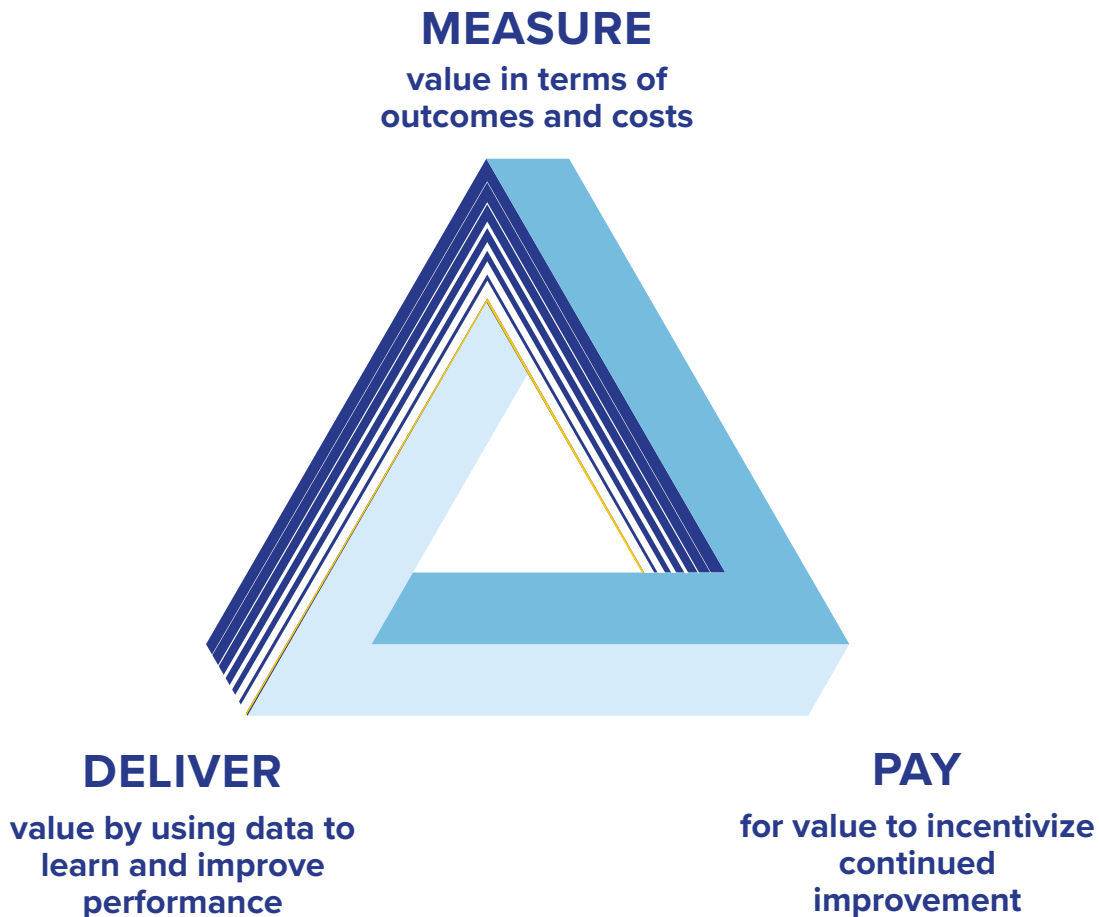 MEASURE
value in terms of
outcomes and costs
DELIVER
value by using data to
learn and improve
performance
PAY
for value to incentivize
continued
improvement